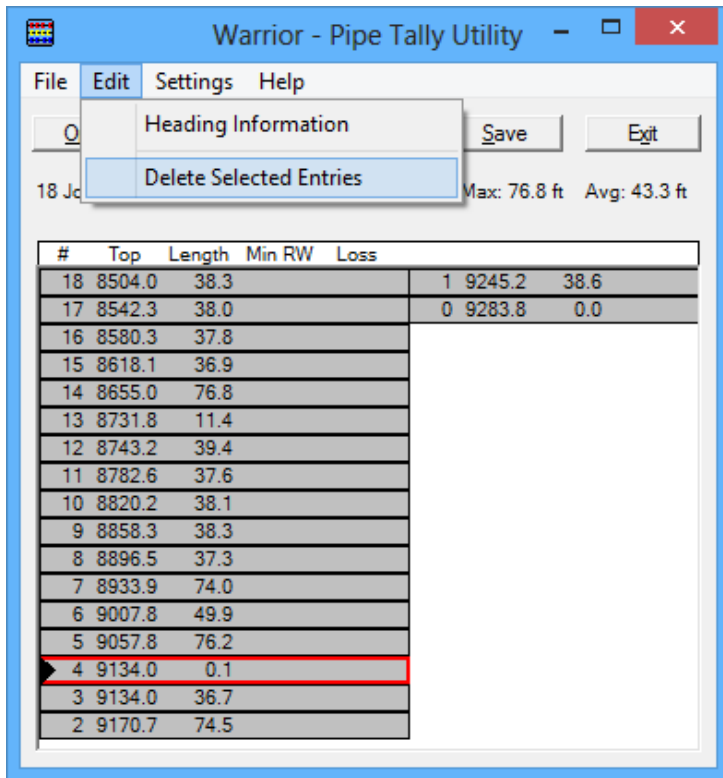 Warrior - Pipe Tally Utility
File Edit Settings Help
Heading Information
Save Exit
Delete Selected Entries
18 Max: 76.8 ft Avg: 43.3 ft
# Top Length Min RW Loss
18 8504.0 38.3 1 9245.2 38.6
17 8542.3 38.0 0 9283.8 0.0
16 8580.3 37.8
15 8618.1 36.9
14 8655.0 76.8
13 8731.8 11.4
12 8743.2 39.4
11 8782.6 37.6
10 8820.2 38.1
9 8858.3 38.3
8 8896.5 37.3
7 8933.9 74.0
6 9007.8 49.9
5 9057.8 76.2
4 9134.0 0.1
3 9134.0 36.7
2 9170.7 74.5